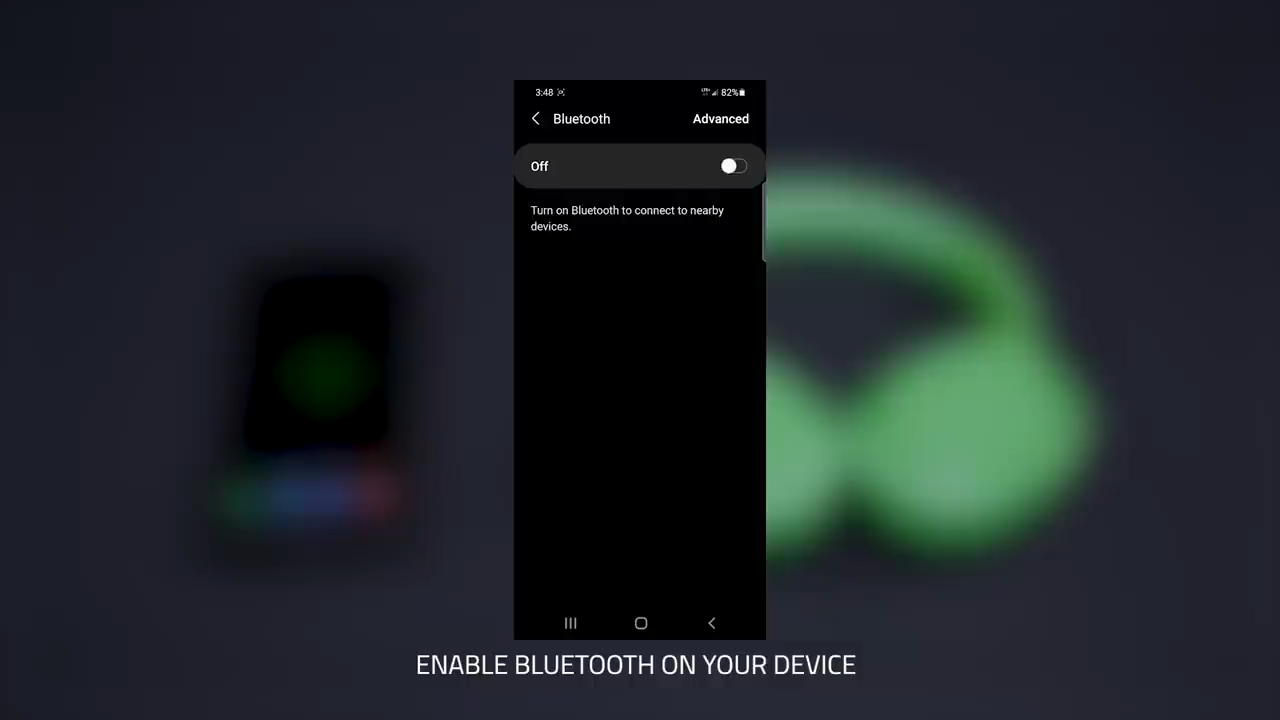 3:48
82%
Bluetooth
Advanced
Off
Turn on Bluetooth to connect to nearby
devices.
ENABLE BLUETOOTH ON YOUR DEVICE